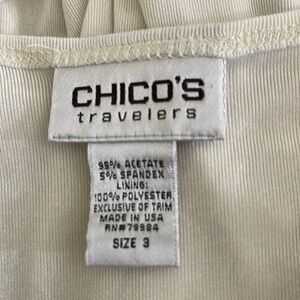 CHICO'S
travelers
95% ACETATE
5% SPANDEX
LINING:
100% POLYESTER
EXCLUSIVE OF TRIM
MADE IN USA
RN#79984
SIZE 3